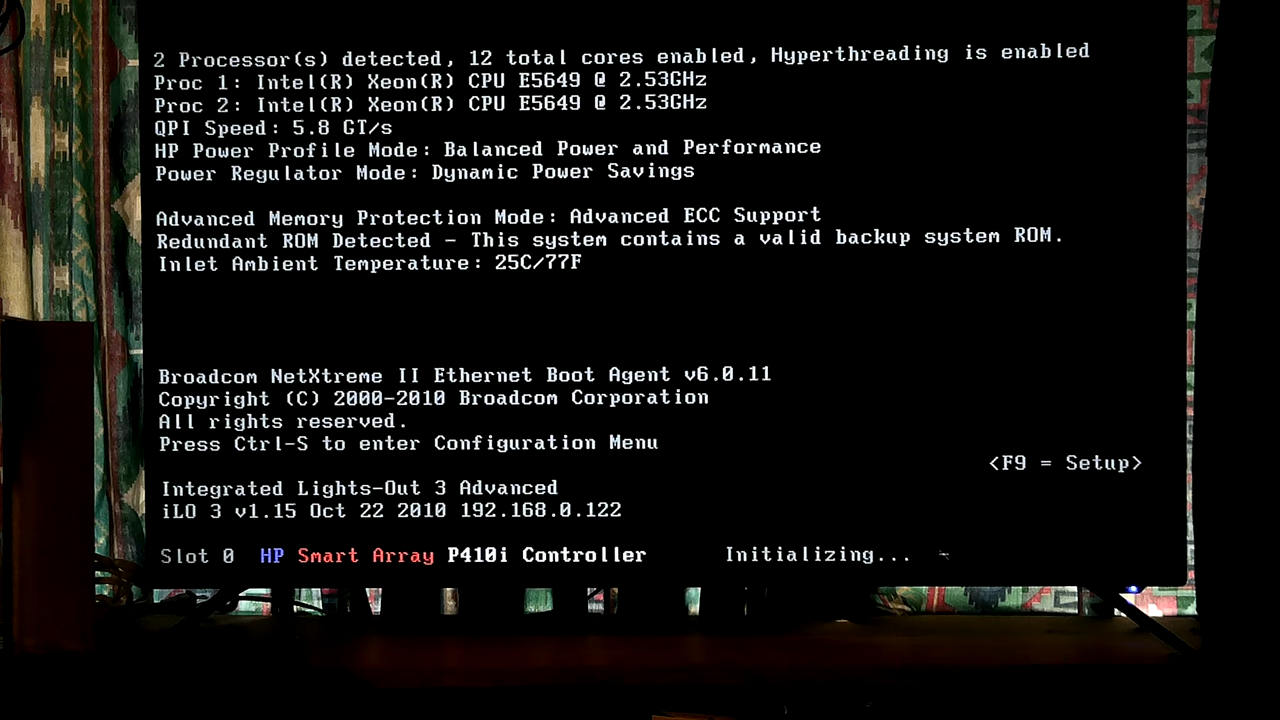 2 Processor(s) detected, 12 total cores enabled, Hyperthreading is enabled
Proc 1: Intel(R) Xeon(R) CPU E5649 @ 2.53GHz
Proc 2: Intel(R) Xeon(R) CPU E5649 @ 2.53GHz
QPI Speed: 5.8 GT/s
HP Power Profile Mode: Balanced Power and Performance
Power Regulator Mode: Dynamic Power Savings
Advanced Memory Protection Mode: Advanced ECC Support
Redundant ROM Detected - This system contains a valid backup system ROM.
Inlet Ambient Temperature: 25C/77F
Broadcom NetXtreme II Ethernet Boot Agent v6.0.11
Copyright (C) 2000-2010 Broadcom Corporation
All rights reserved.
Press Ctrl-S to enter Configuration Menu
<F9 = Setup>
Integrated Lights-Out 3 Advanced
iLO 3 v1.15 Oct 22 2010 192.168.0.122
Slot 0 HP Smart Array P410i Controller Initializing...